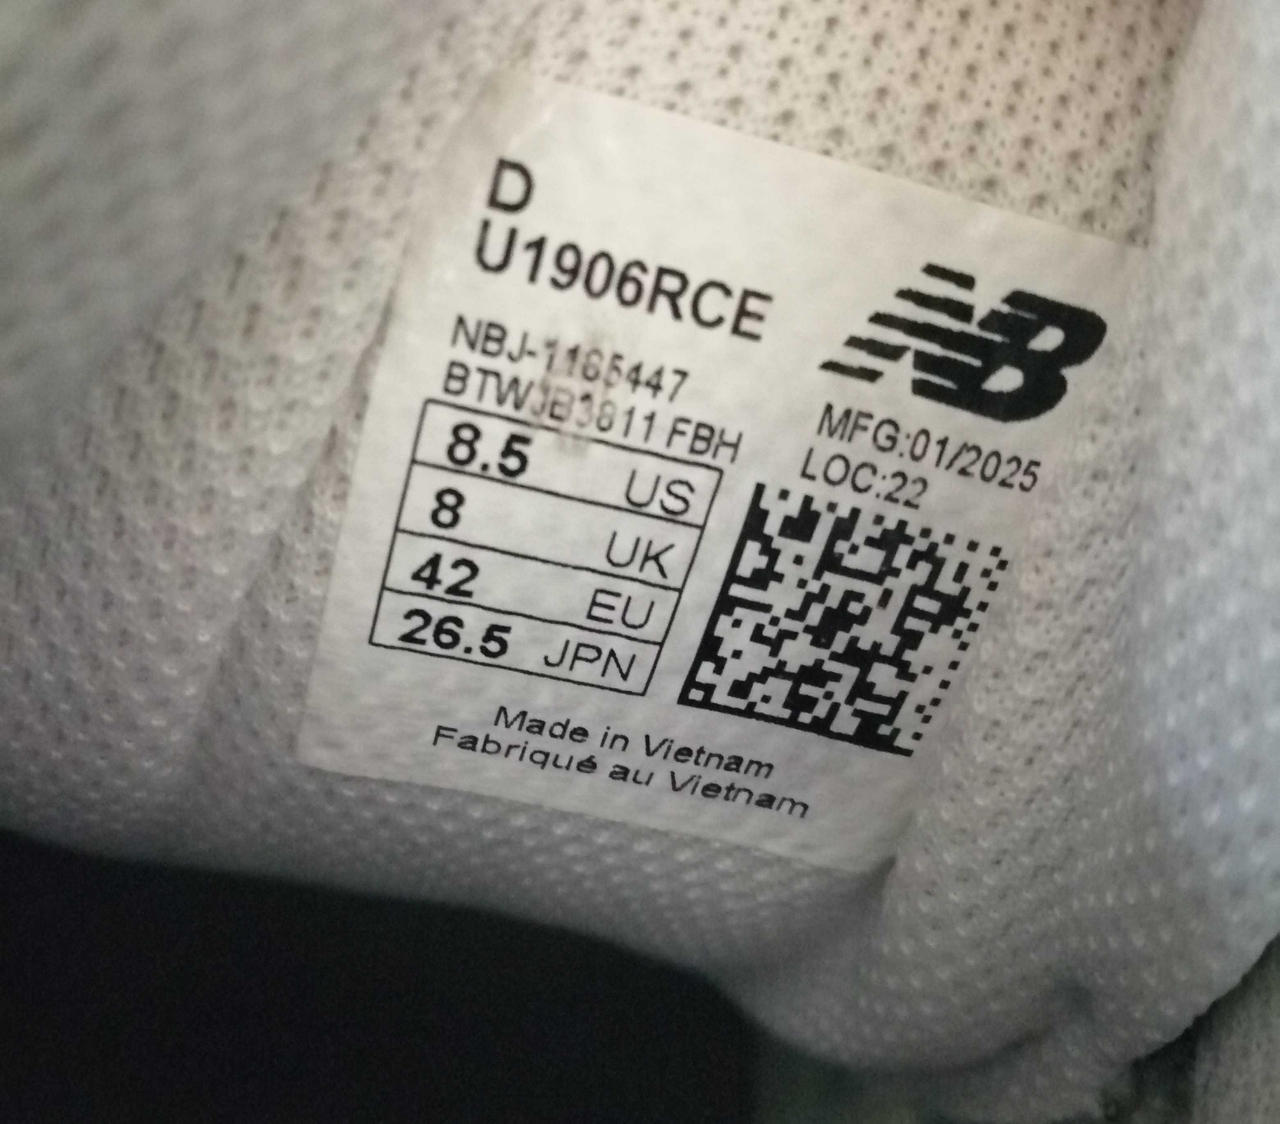 D
U1906RCE
NBJ-1165447
BTWJB3811 FBH
NB
MFG:01/2025
LOC:22
8.5 US
8 UK
42 EU
26.5 JPN
Made in Vietnam
Fabriqué au Vietnam